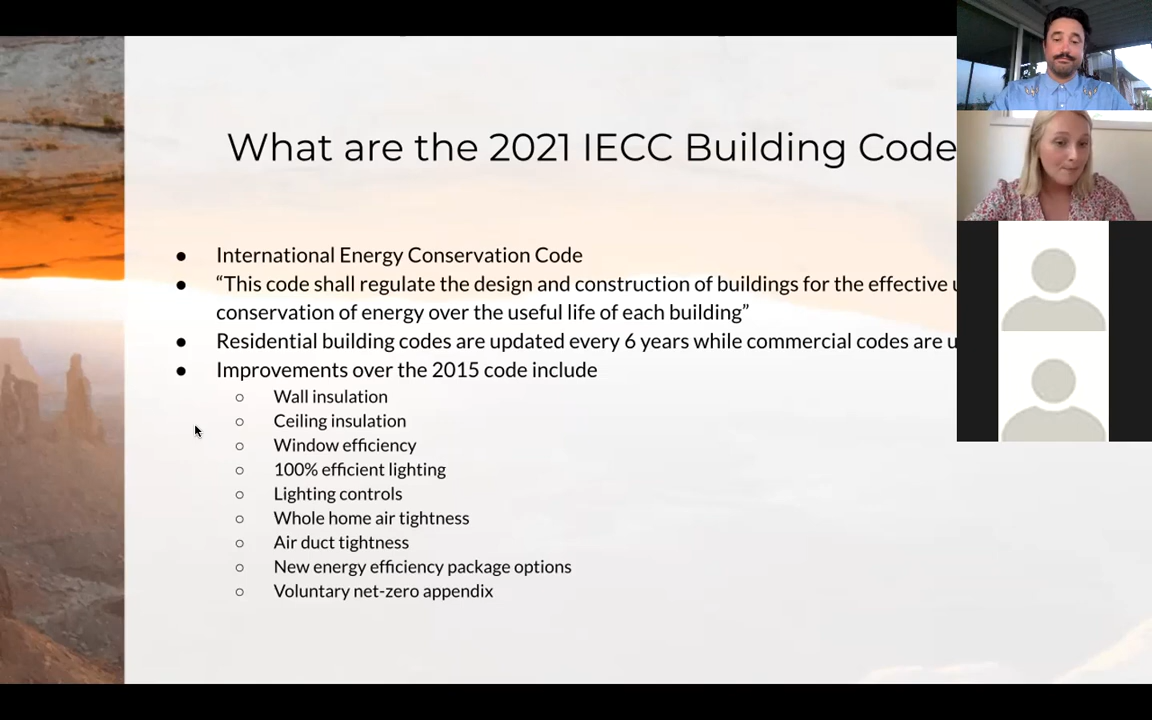 What are the 2021 IECC Building Code
● International Energy Conservation Code
● “This code shall regulate the design and construction of buildings for the effective
conservation of energy over the useful life of each building”
● Residential building codes are updated every 6 years while commercial codes are
● Improvements over the 2015 code include
○ Wall insulation
○ Ceiling insulation
○ Window efficiency
○ 100% efficient lighting
○ Lighting controls
○ Whole home air tightness
○ Air duct tightness
○ New energy efficiency package options
○ Voluntary net-zero appendix